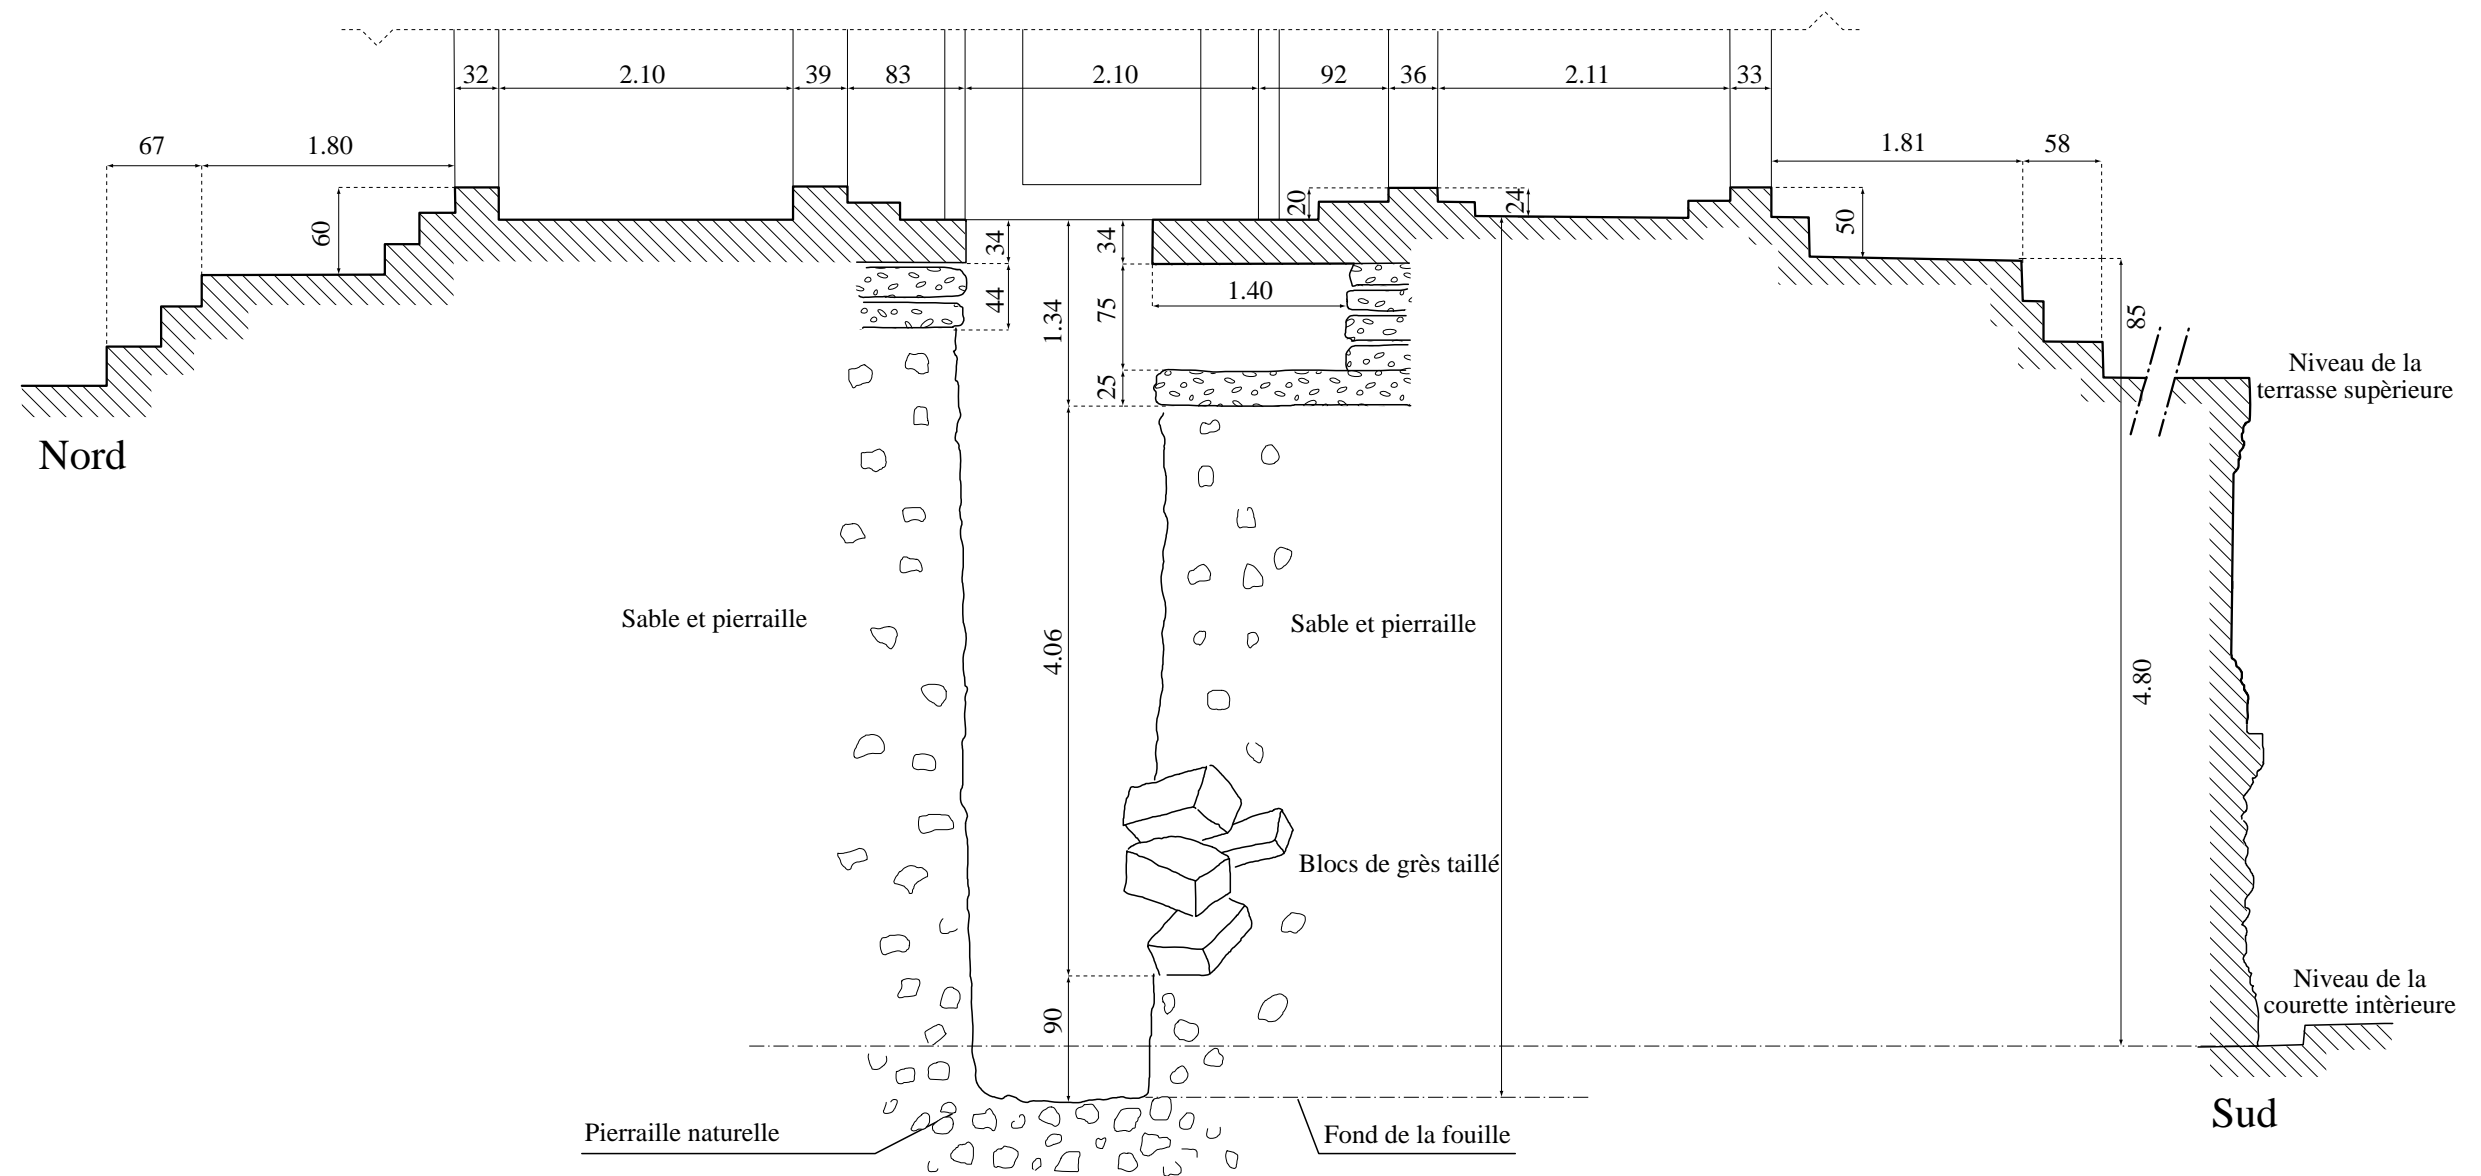 32
2.10
39
83
2.10
92
36
2.11
33
67
1.80
1.81
58
60
20
24
50
34
34
44
1.34
75
1.40
25
85
Niveau de la
terrasse supèrieure
Nord
Sable et pierraille
Sable et pierraille
4.06
4.80
Blocs de grès taillé
90
Niveau de la
courette intèrieure
Sud
Pierraille naturelle
Fond de la fouille